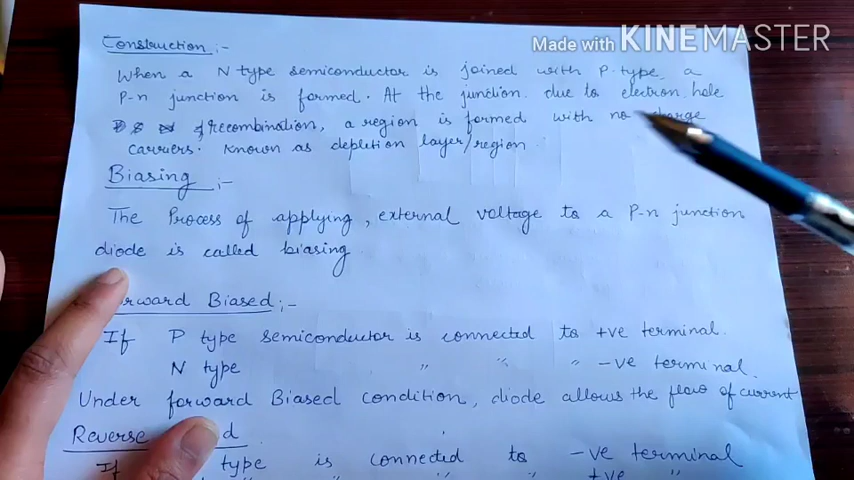 Made with KINEMASTER
Construction :-
When a N type semiconductor is joined with P-type, a
P-n junction is formed. At the junction due to electron, hole
recombination, a region is formed with no charge
carriers. Known as depletion layer/region
Biasing :-
The Process of applying, external voltage to a P-n junction
diode is called biasing
rward Biased :-
If P type semiconductor is connected to +ve terminal.
N type " " " -ve terminal.
Under forward Biased condition, diode allows the flow of current
Reverse d
If type is connected to -ve terminal
" " " +ve "